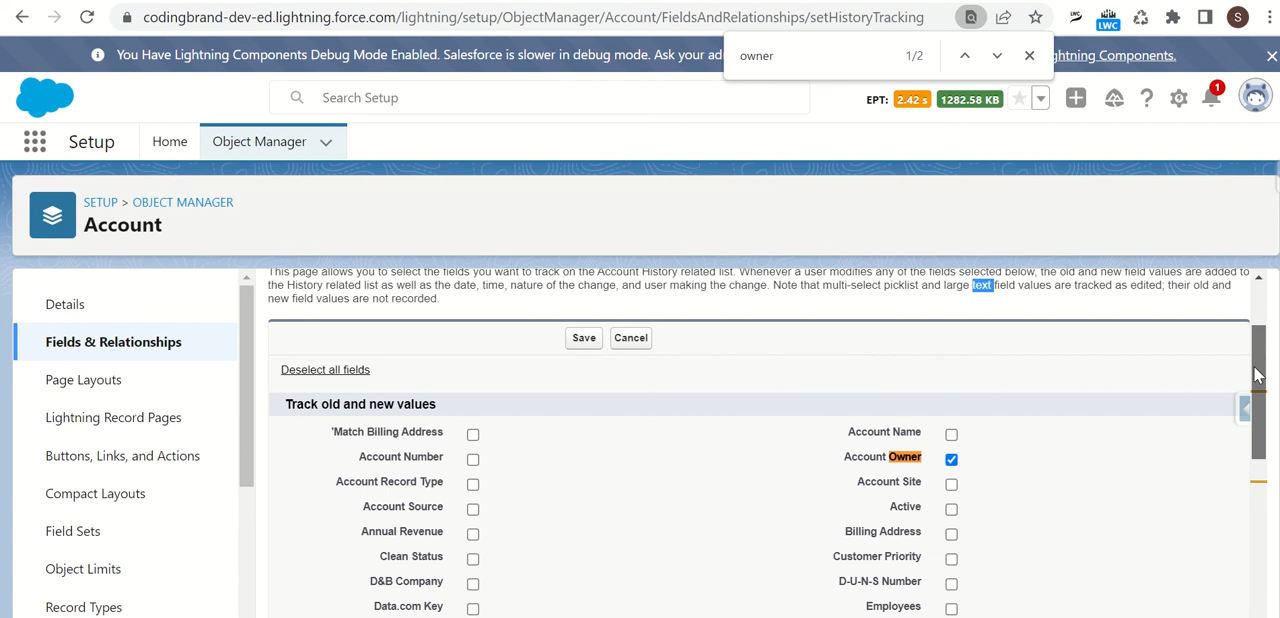 codingbrand-dev-ed.lightning.force.com/lightning/setup/ObjectManager/Account/FieldsAndRelationships/setHistoryTracking
LWC
S
You Have Lightning Components Debug Mode Enabled. Salesforce is slower in debug mode. Ask your ad
owner
1/2
ghtning Components.
Search Setup
EPT: 2.42 s 1282.58 KB
1
Setup
Home
Object Manager
SETUP > OBJECT MANAGER
Account
Details
Fields & Relationships
Page Layouts
Lightning Record Pages
Buttons, Links, and Actions
Compact Layouts
Field Sets
Object Limits
Record Types
This page allows you to select the fields you want to track on the Account History related list. Whenever a user modifies any of the fields selected below, the old and new field values are added to
the History related list as well as the date, time, nature of the change, and user making the change. Note that multi-select picklist and large text field values are tracked as edited; their old and
new field values are not recorded.
Save Cancel
Deselect all fields
Track old and new values
'Match Billing Address Account Name
Account Number Account Owner
Account Record Type Account Site
Account Source Active
Annual Revenue Billing Address
Clean Status Customer Priority
D&B Company D-U-N-S Number
Data.com Key Employees